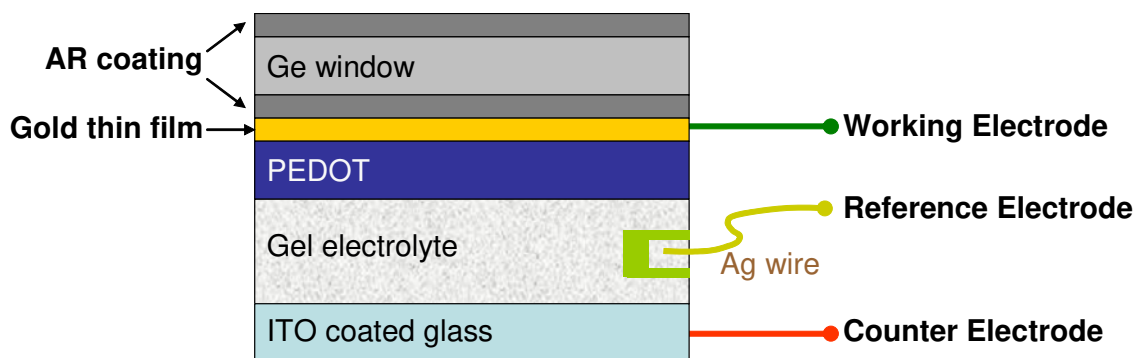 AR coating
Ge window
Gold thin film
Working Electrode
PEDOT
Reference Electrode
Gel electrolyte
Ag wire
ITO coated glass
Counter Electrode